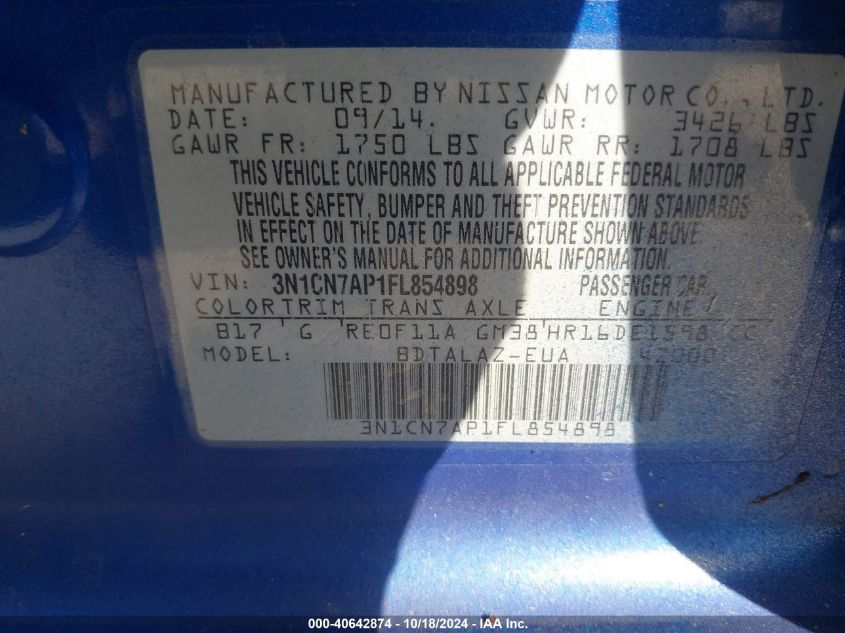 MANUFACTURED BY NISSAN MOTOR CO., LTD.
DATE: 09/14. GVWR: 3426 LBS
GAWR FR: 1750 LBS GAWR RR: 1708 LBS
THIS VEHICLE CONFORMS TO ALL APPLICABLE FEDERAL MOTOR
VEHICLE SAFETY, BUMPER AND THEFT PREVENTION STANDARDS
IN EFFECT ON THE DATE OF MANUFACTURE SHOWN ABOVE.
SEE OWNER'S MANUAL FOR ADDITIONAL INFORMATION.
VIN: 3N1CN7AP1FL854898 PASSENGER CAR
COLOR TRIM TRANS AXLE ENGINE
B17 G RE0F11A GM38 HR16DE 1598 CC
MODEL: BDTALAZ-EUA
3N1CN7AP1FL854898
000-40642874 - 10/18/2024 - IAA, Inc.